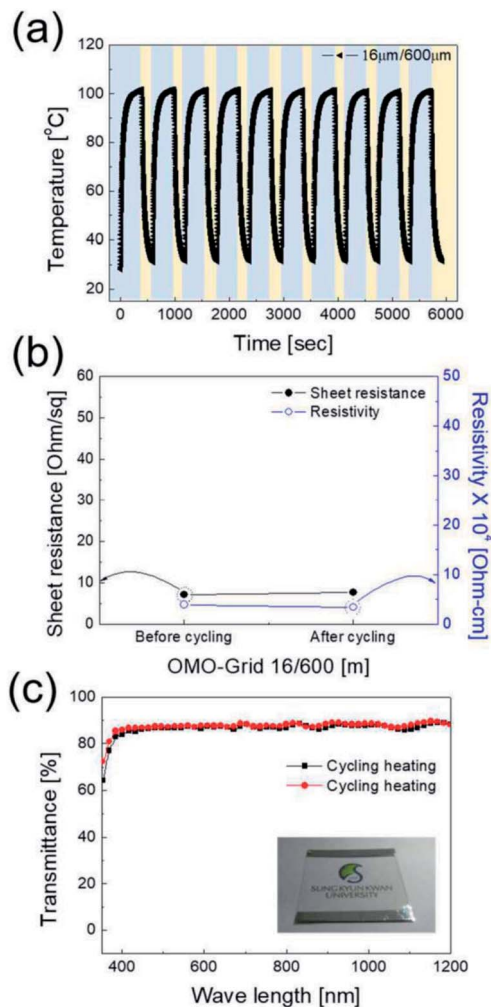 (a)
120
100
80
60
40
20
Temperature [°C]
16μm/600μm
0 1000 2000 3000 4000 5000 6000
Time [sec]
(b)
60
50
40
30
20
10
0
Sheet resistance [Ohm/sq]
Sheet resistance
Resistivity
50
40
30
20
10
0
Resistivity X 10⁴ [Ohm-cm]
Before cycling After cycling
OMO-Grid 16/600 [m]
(c)
100
80
60
40
20
0
Transmittance [%]
Cycling heating
Cycling heating
SUNG KYUN KWAN
UNIVERSITY
400 600 800 1000 1200
Wave length [nm]